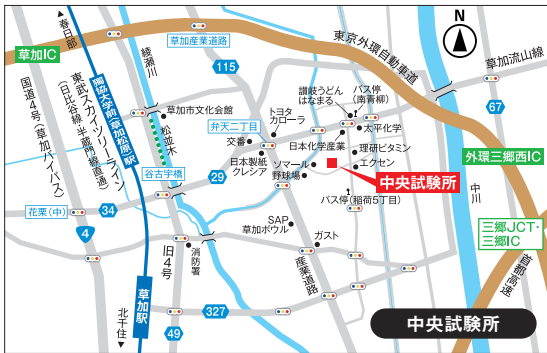 春日部
綾瀬川
草加産業道路
N
東京外環自動車道
草加IC
115
草加流山線
国道4号(草加バイパス)
東武スカイツリーライン
(日比谷線・半蔵門線直通)
獨協大学前〈草加松原〉駅
松並木
草加市文化会館
弁天二丁目
交番
トヨタ
カローラ
讃岐うどん
はなまる
バス停
(南青柳)
67
太平化学
日本化学産業
日本製紙
クレシア
谷古宇橋
29
ソマール
野球場
理研ビタミン
エクセン
外環三郷西IC
中央試験所
中川
花栗(中)
34
4
バス停(稲荷5丁目)
SAP
草加ボウル
ガスト
三郷JCT・
三郷IC
首都高速
旧4号
消防署
産業道路
草加駅
327
49
北千住
中央試験所